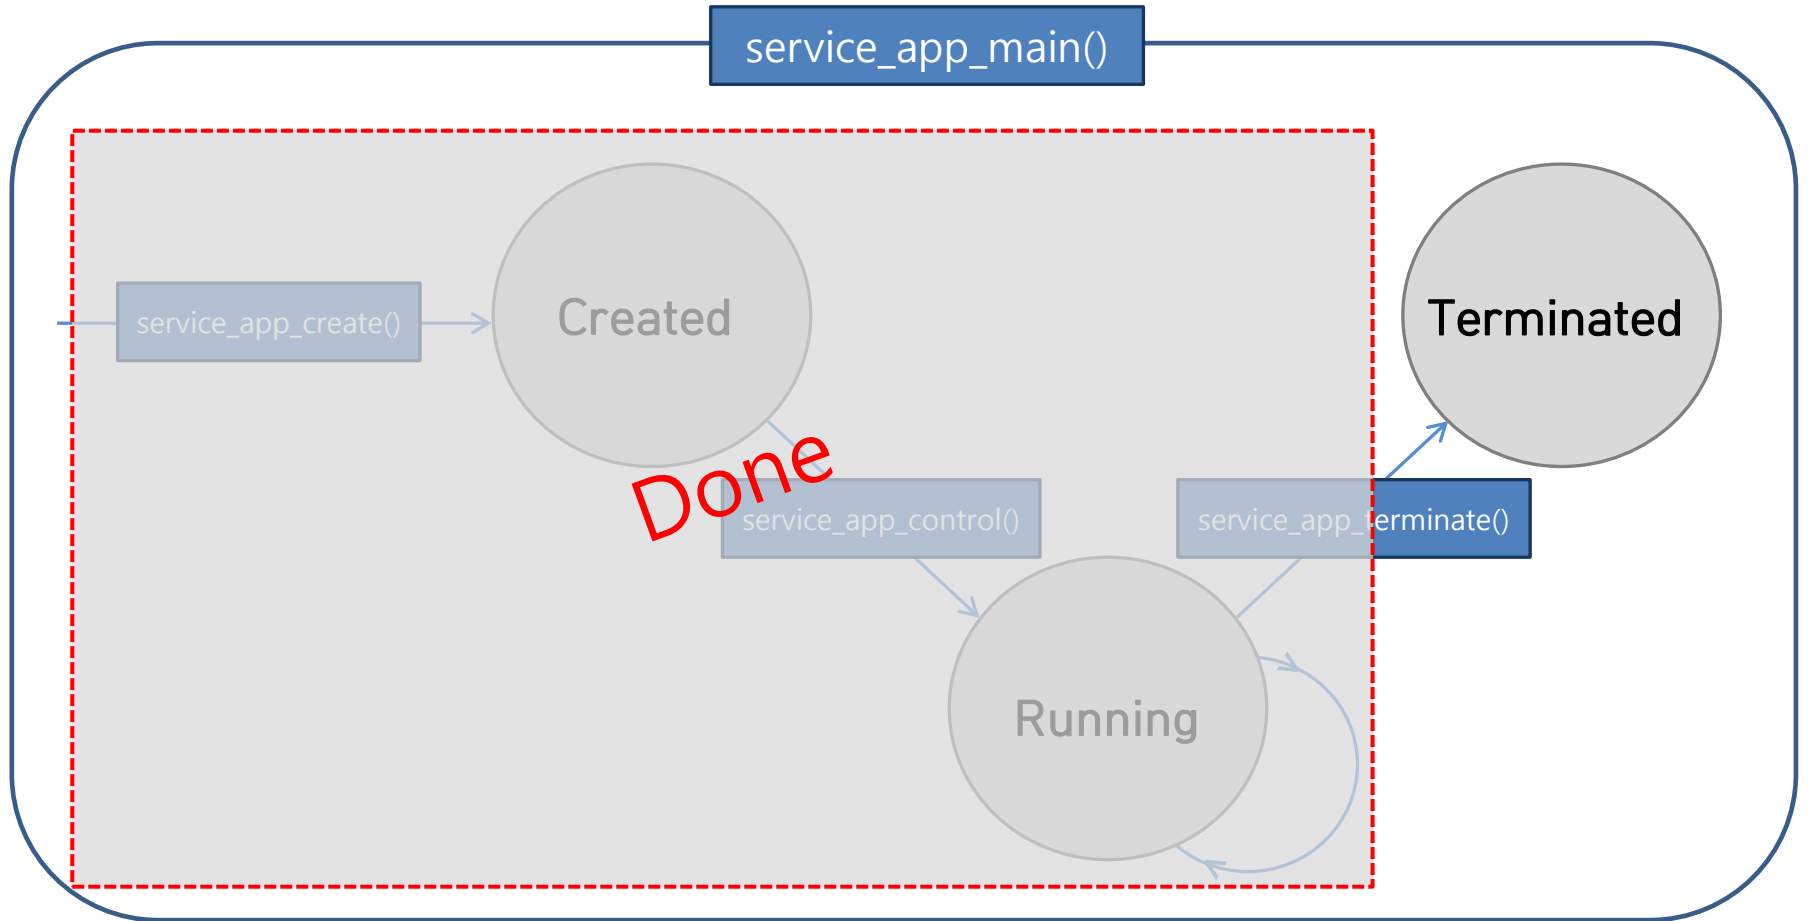 service_app_main()
service_app_create()
Created
Terminated
Done
service_app_control()
service_app_terminate()
Running